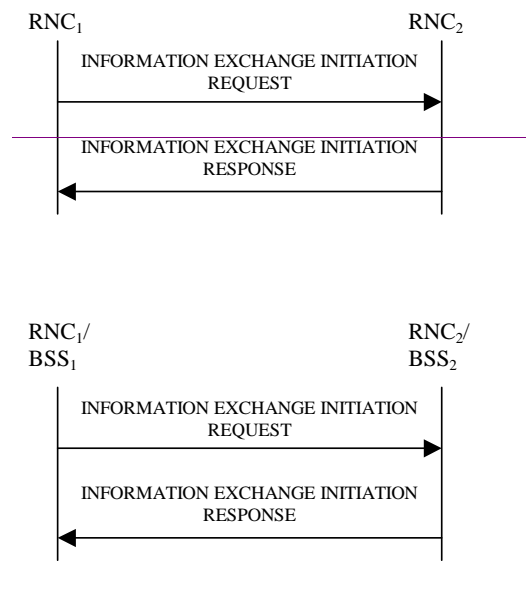 RNC₁ RNC₂
INFORMATION EXCHANGE INITIATION
REQUEST
INFORMATION EXCHANGE INITIATION
RESPONSE
RNC₁/ RNC₂/
BSS₁ BSS₂
INFORMATION EXCHANGE INITIATION
REQUEST
INFORMATION EXCHANGE INITIATION
RESPONSE